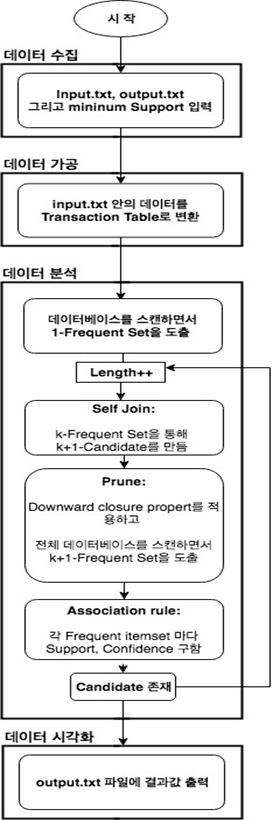 시 작
데이터 수집
Input.txt, output.txt
그리고 mininum Support 입력
데이터 가공
input.txt 안의 데이터를
Transaction Table로 변환
데이터 분석
데이터베이스를 스캔하면서
1-Frequent Set을 도출
Length++
Self Join:
k-Frequent Set을 통해
k+1-Candidate를 만듬
Prune:
Downward closure propert를 적
용하고
전체 데이터베이스를 스캔하면서
k+1-Frequent Set을 도출
Association rule:
각 Frequent itemset 마다
Support, Confidence 구함
Candidate 존재
데이터 시각화
output.txt 파일에 결과값 출력